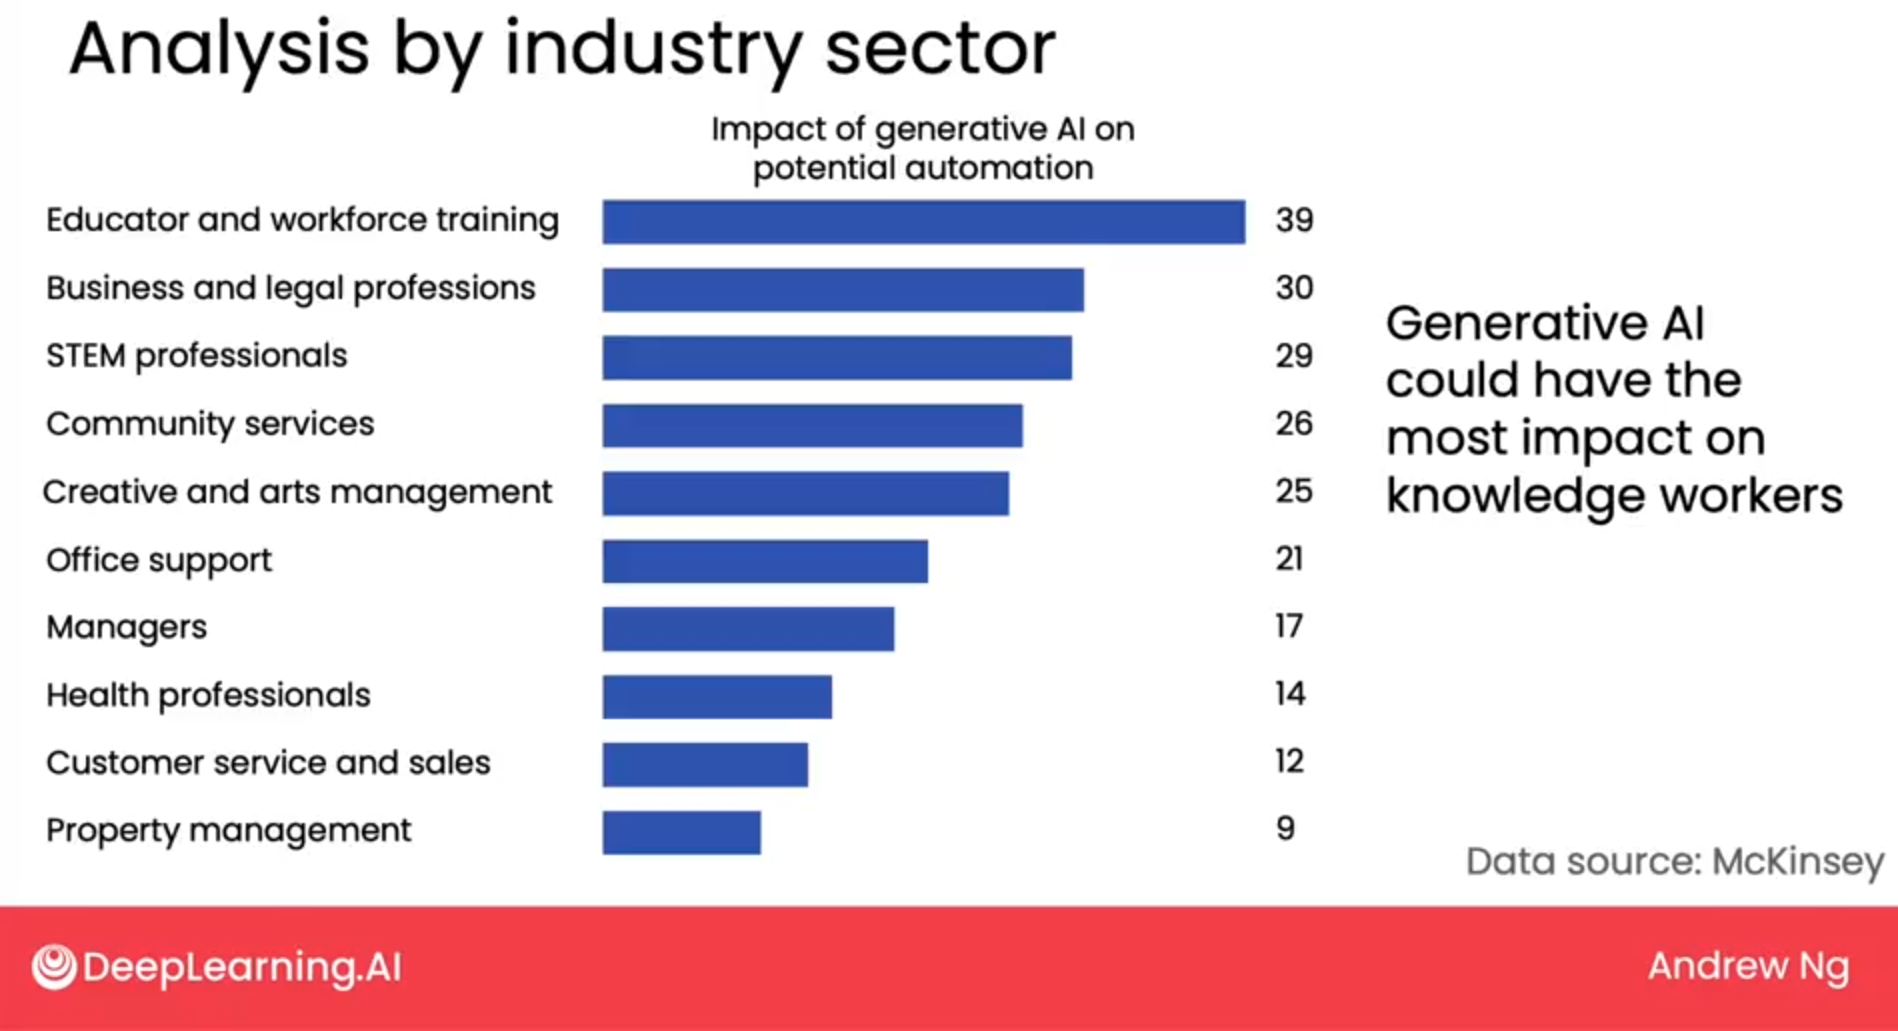 Analysis by industry sector
Impact of generative AI on
potential automation
Educator and workforce training 39
Business and legal professions 30
STEM professionals 29
Community services 26
Creative and arts management 25
Office support 21
Managers 17
Health professionals 14
Customer service and sales 12
Property management 9
Generative AI
could have the
most impact on
knowledge workers
Data source: McKinsey
DeepLearning.AI
Andrew Ng